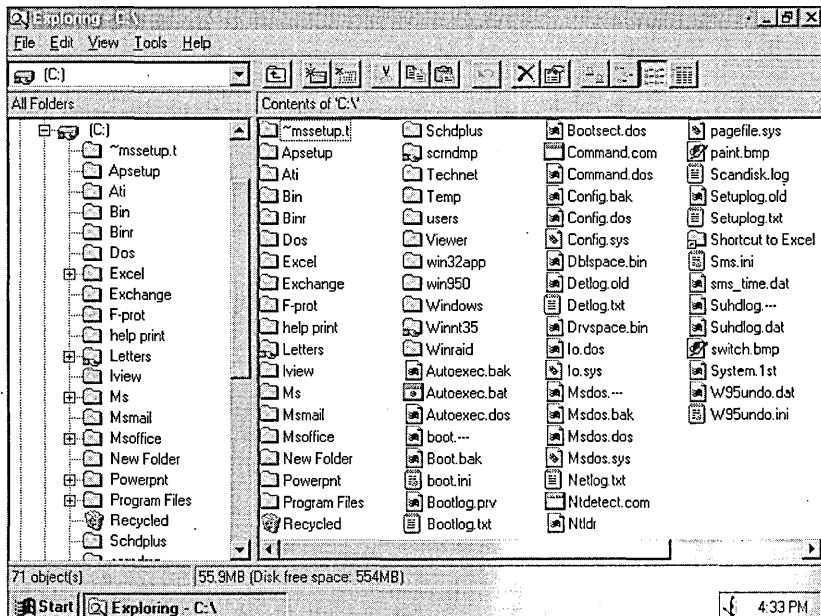 Exploring - C:\
File Edit View Tools Help
(C:)
All Folders
Contents of 'C:\'
(C:)
~mssetup.t
Apsetup
Ati
Bin
Binr
Dos
Excel
Exchange
F-prot
help print
Letters
Iview
Ms
Msmail
Msoffice
New Folder
Powerpnt
Program Files
Recycled
Schdplus
~mssetup.t
Apsetup
Ati
Bin
Binr
Dos
Excel
Exchange
F-prot
help print
Letters
Iview
Ms
Msmail
Msoffice
New Folder
Powerpnt
Program Files
Recycled
Schdplus
scrndmp
Technet
Temp
users
Viewer
win32app
win950
Windows
Winnt35
Winraid
Autoexec.bak
Autoexec.bat
Autoexec.dos
boot.---
Boot.bak
boot.ini
Bootlog.prv
Bootlog.txt
Bootsect.dos
Command.com
Command.dos
Config.bak
Config.dos
Config.sys
Dblspace.bin
Detlog.old
Detlog.txt
Drvspace.bin
Io.dos
Io.sys
Msdos.---
Msdos.bak
Msdos.dos
Msdos.sys
Netlog.txt
Ntdetect.com
Ntldr
pagefile.sys
paint.bmp
Scandisk.log
Setuplog.old
Setuplog.txt
Shortcut to Excel
Sms.ini
sms_time.dat
Suhdlog.---
Suhdlog.dat
switch.bmp
System.1st
W95undo.dat
W95undo.ini
71 object(s)
55.9MB (Disk free space: 554MB)
Start
Exploring - C:\
4:33 PM